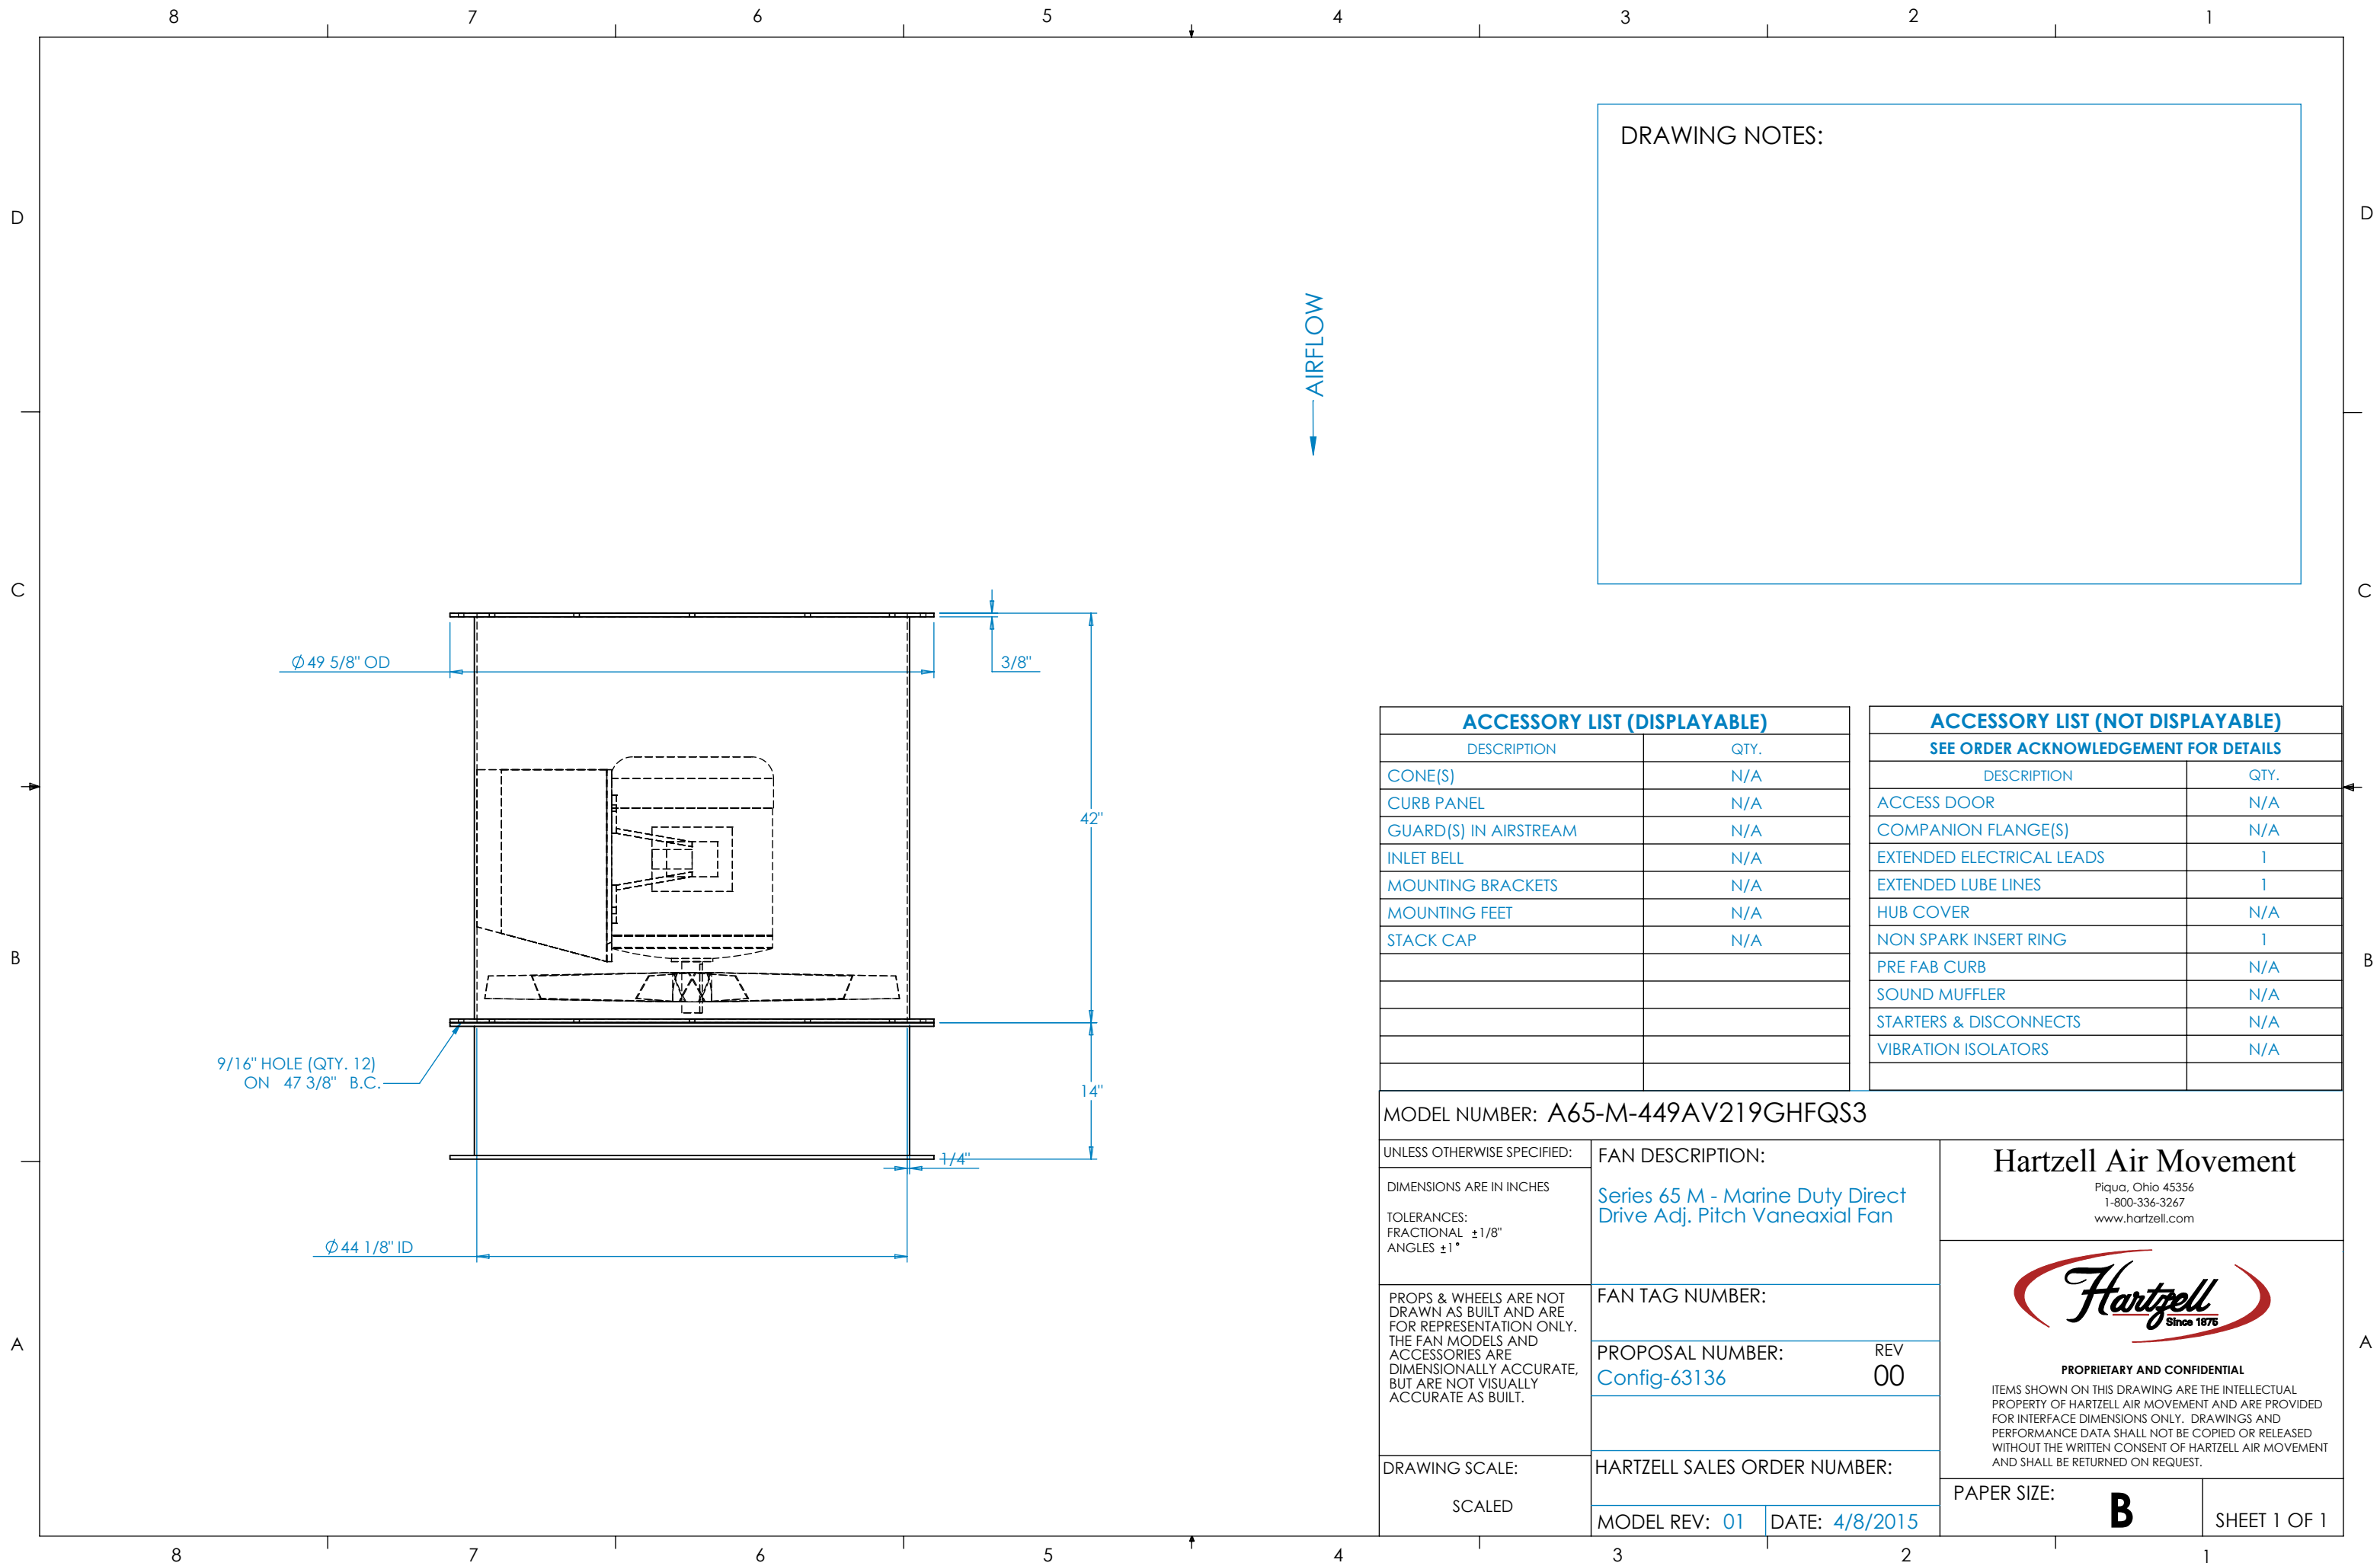 8 7 6 5 4 3 2 1
D D
C C
B B
A A
DRAWING NOTES:
AIRFLOW
Ø 49 5/8" OD
3/8"
42"
9/16" HOLE (QTY. 12)
ON 47 3/8" B.C.
14"
1/4"
Ø 44 1/8" ID
ACCESSORY LIST (DISPLAYABLE)
DESCRIPTION QTY.
CONE(S) N/A
CURB PANEL N/A
GUARD(S) IN AIRSTREAM N/A
INLET BELL N/A
MOUNTING BRACKETS N/A
MOUNTING FEET N/A
STACK CAP N/A
ACCESSORY LIST (NOT DISPLAYABLE)
SEE ORDER ACKNOWLEDGEMENT FOR DETAILS
DESCRIPTION QTY.
ACCESS DOOR N/A
COMPANION FLANGE(S) N/A
EXTENDED ELECTRICAL LEADS 1
EXTENDED LUBE LINES 1
HUB COVER N/A
NON SPARK INSERT RING 1
PRE FAB CURB N/A
SOUND MUFFLER N/A
STARTERS & DISCONNECTS N/A
VIBRATION ISOLATORS N/A
MODEL NUMBER: A65-M-449AV219GHFQS3
UNLESS OTHERWISE SPECIFIED:
DIMENSIONS ARE IN INCHES
TOLERANCES:
FRACTIONAL ±1/8"
ANGLES ±1°
PROPS & WHEELS ARE NOT
DRAWN AS BUILT AND ARE
FOR REPRESENTATION ONLY.
THE FAN MODELS AND
ACCESSORIES ARE
DIMENSIONALLY ACCURATE,
BUT ARE NOT VISUALLY
ACCURATE AS BUILT.
DRAWING SCALE:
SCALED
FAN DESCRIPTION:
Series 65 M - Marine Duty Direct
Drive Adj. Pitch Vaneaxial Fan
FAN TAG NUMBER:
PROPOSAL NUMBER: REV
Config-63136 00
HARTZELL SALES ORDER NUMBER:
MODEL REV: 01 DATE: 4/8/2015
Hartzell Air Movement
Piqua, Ohio 45356
1-800-336-3267
www.hartzell.com
Hartzell
Since 1875
PROPRIETARY AND CONFIDENTIAL
ITEMS SHOWN ON THIS DRAWING ARE THE INTELLECTUAL
PROPERTY OF HARTZELL AIR MOVEMENT AND ARE PROVIDED
FOR INTERFACE DIMENSIONS ONLY. DRAWINGS AND
PERFORMANCE DATA SHALL NOT BE COPIED OR RELEASED
WITHOUT THE WRITTEN CONSENT OF HARTZELL AIR MOVEMENT
AND SHALL BE RETURNED ON REQUEST.
PAPER SIZE: B
SHEET 1 OF 1
8 7 6 5 4 3 2 1